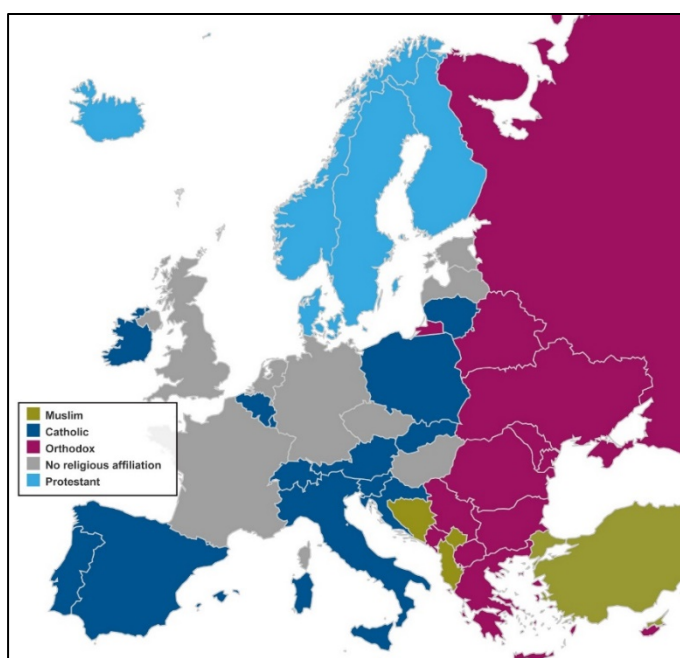 Muslim
Catholic
Orthodox
No religious affiliation
Protestant